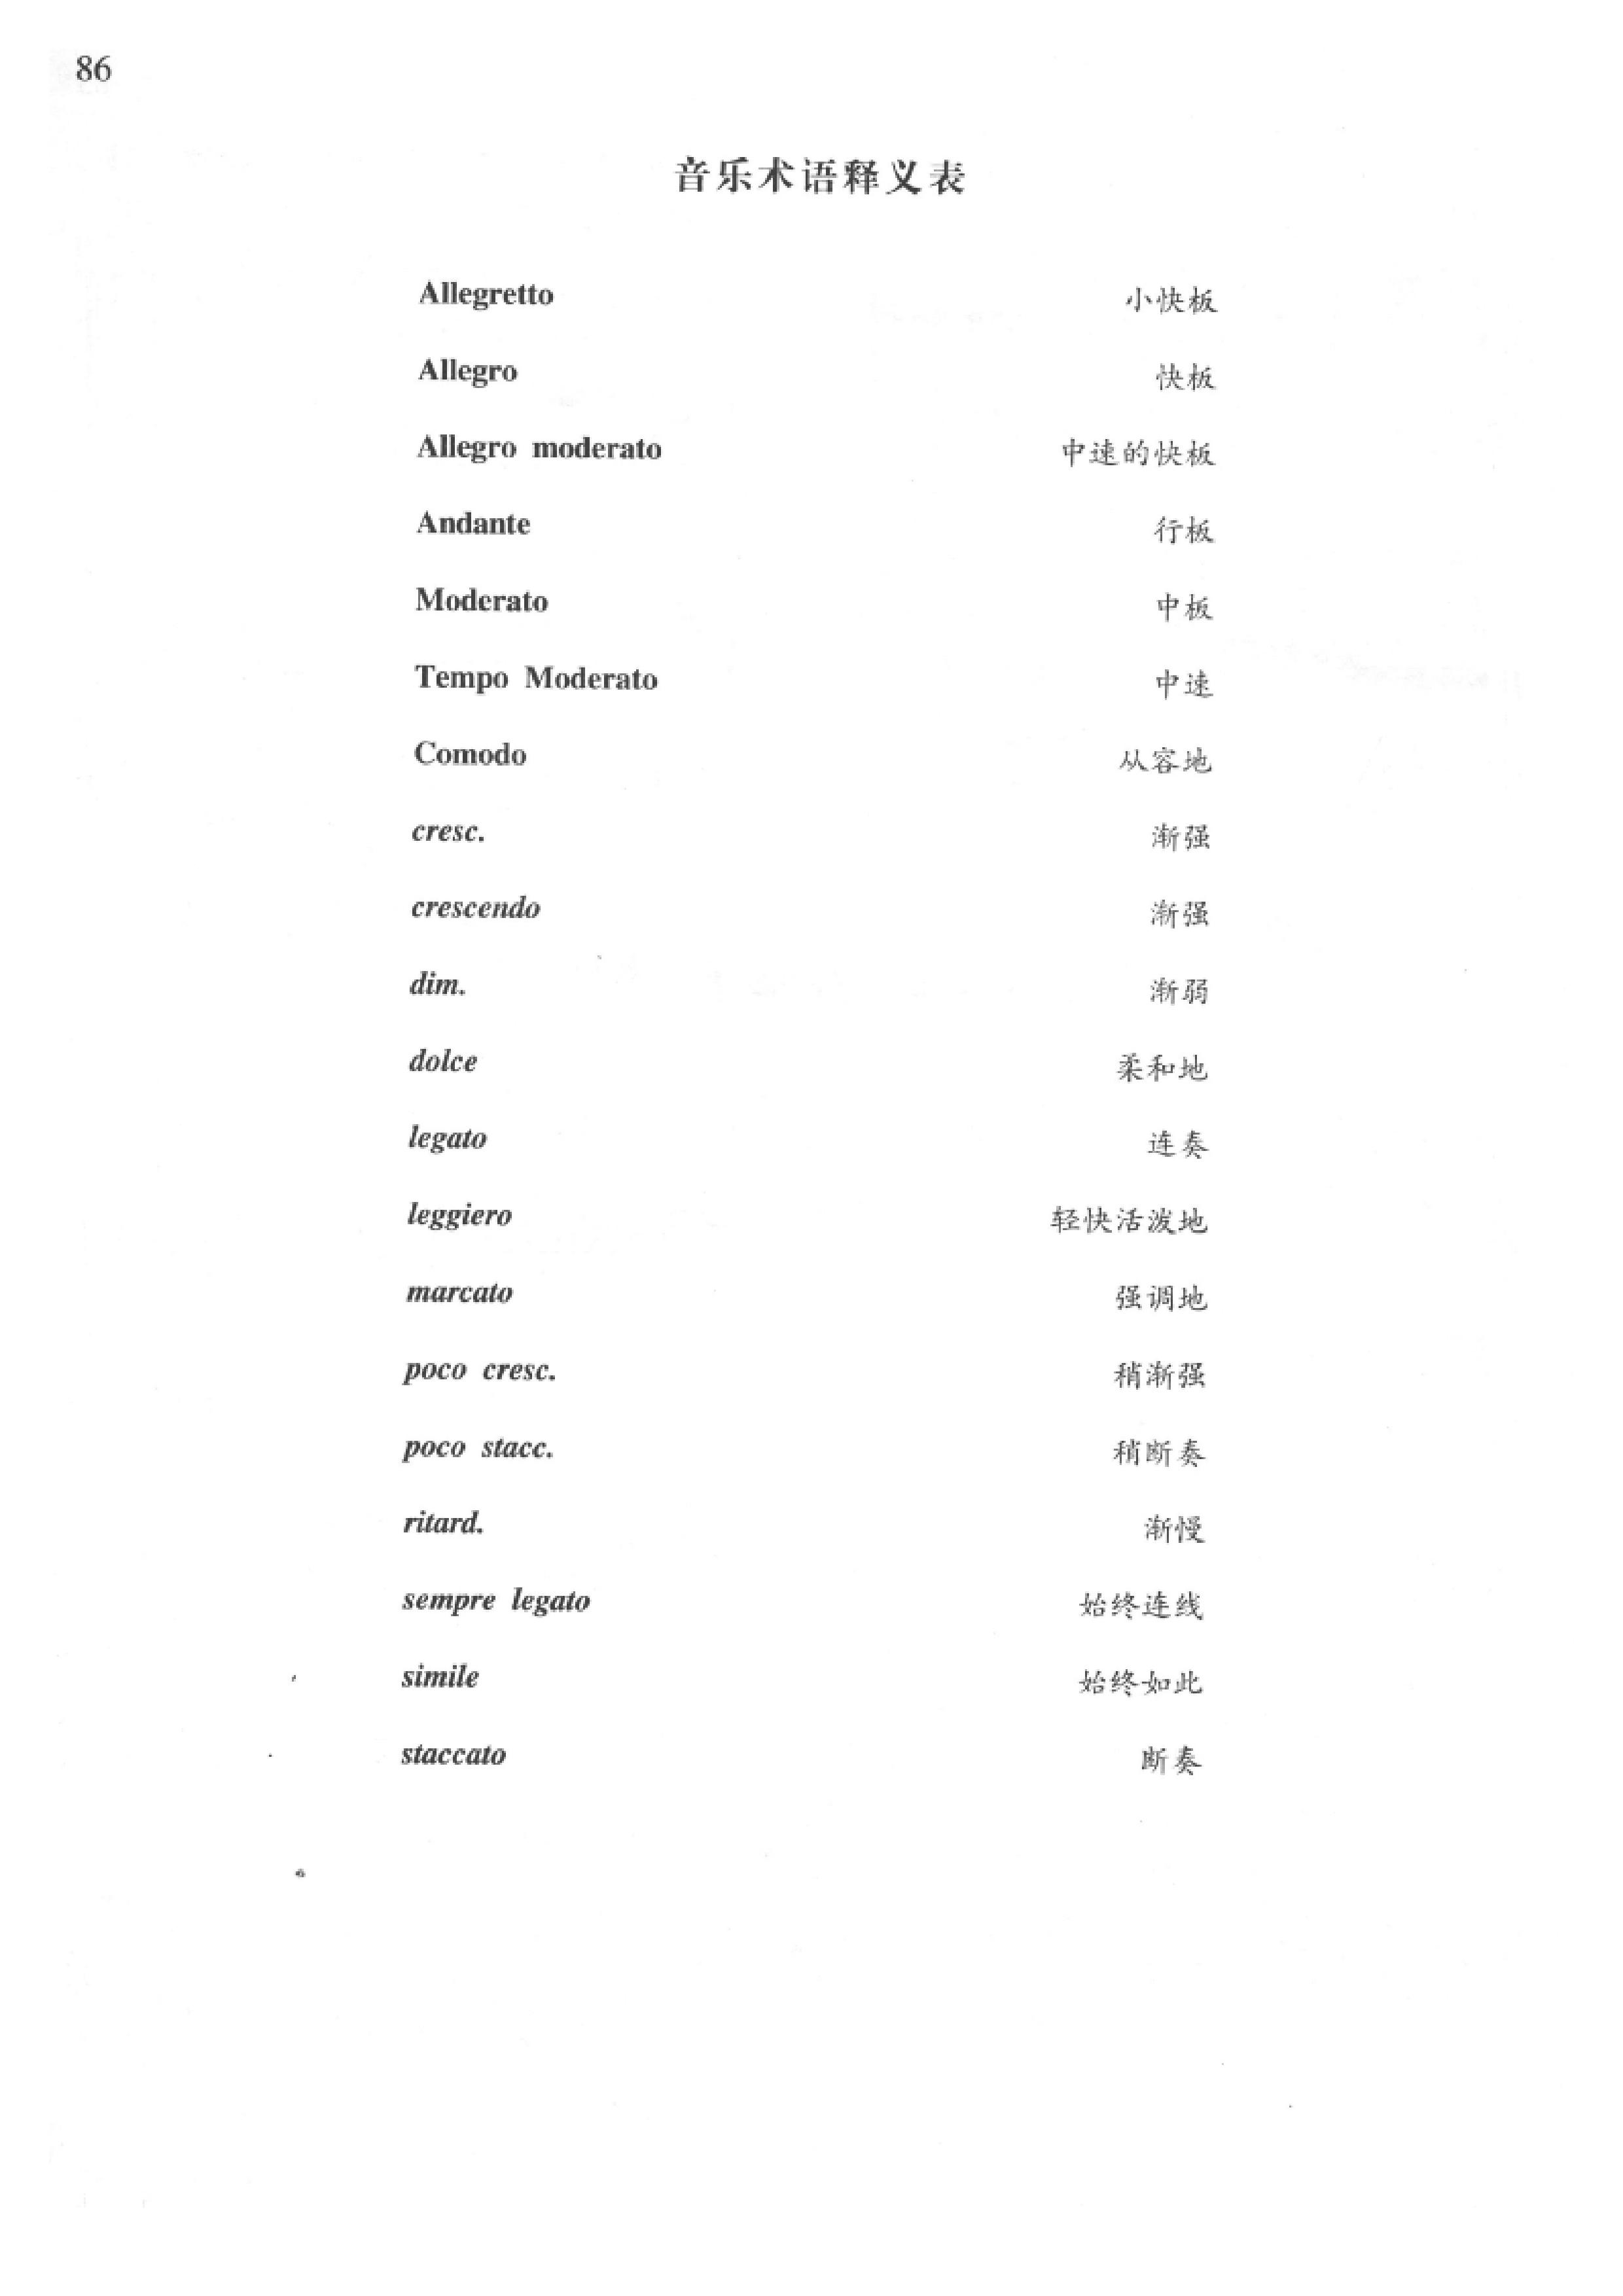 86
音乐术语释义表
Allegretto 小快板
Allegro 快板
Allegro moderato 中速的快板
Andante 行板
Moderato 中板
Tempo Moderato 中速
Comodo 从容地
cresc. 渐强
crescendo 渐强
dim. 渐弱
dolce 柔和地
legato 连奏
leggiero 轻快活泼地
marcato 强调地
poco cresc. 稍渐强
poco stacc. 稍断奏
ritard. 渐慢
sempre legato 始终连线
simile 始终如此
staccato 断奏